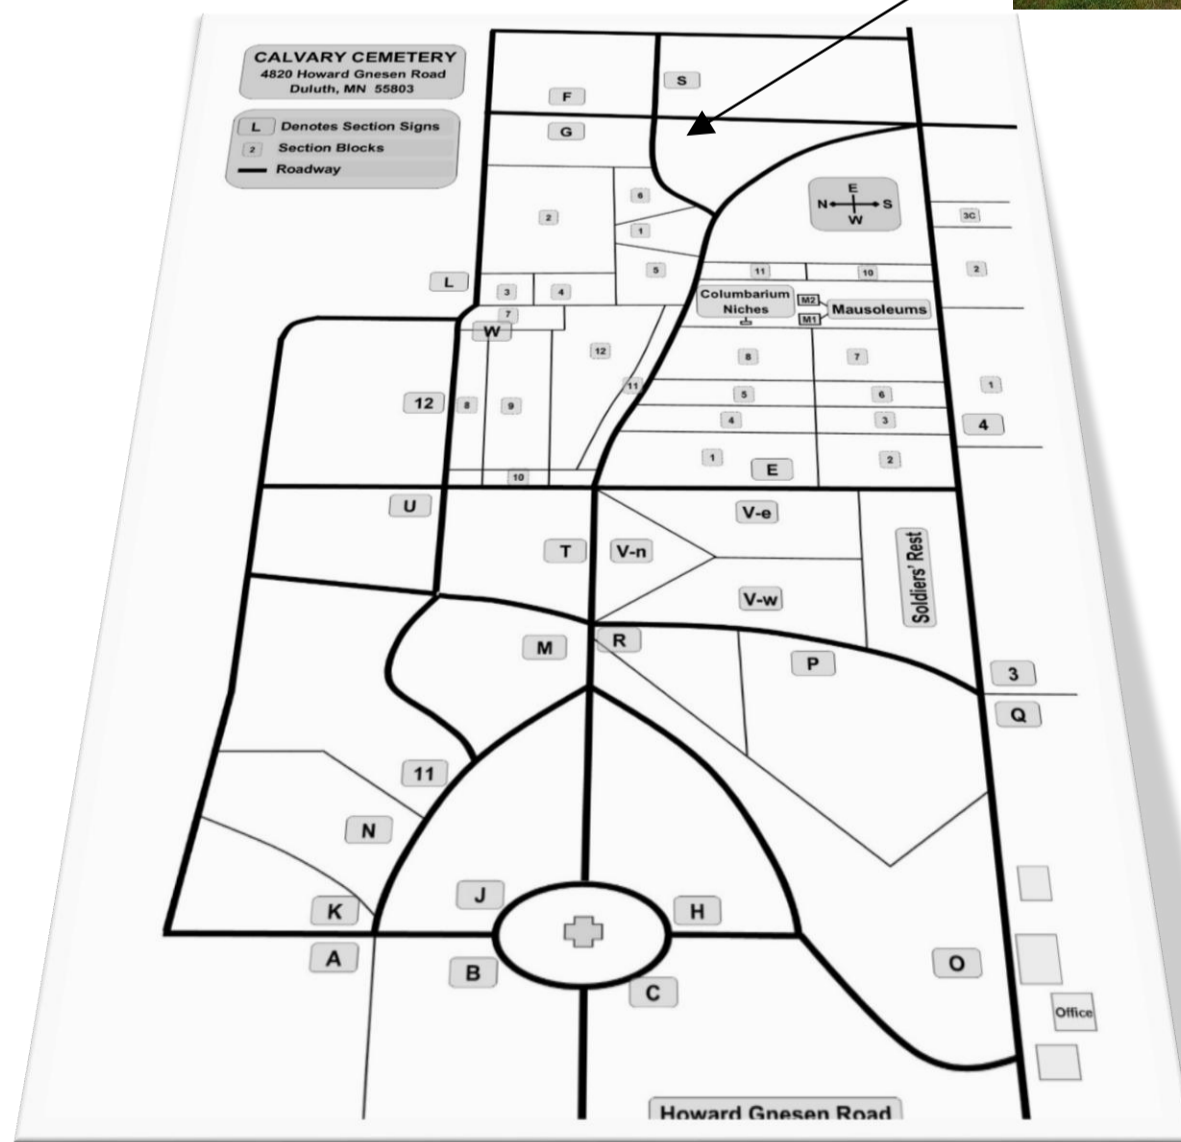 CALVARY CEMETERY
4820 Howard Gnesen Road
Duluth, MN 55803
L Denotes Section Signs
2 Section Blocks
Roadway
S
F
G
E
N S
W
6
2
1
3C
5
11
10
2
L
3
4
Columbarium
Niches
M2
M1
Mausoleums
7
W
12
8
7
11
1
12
8
9
5
6
4
3
4
1
E
2
10
U
V-e
T
V-n
Soldiers' Rest
V-w
M
R
P
3
Q
11
N
J
K
H
A
B
C
O
Office
Howard Gnesen Road